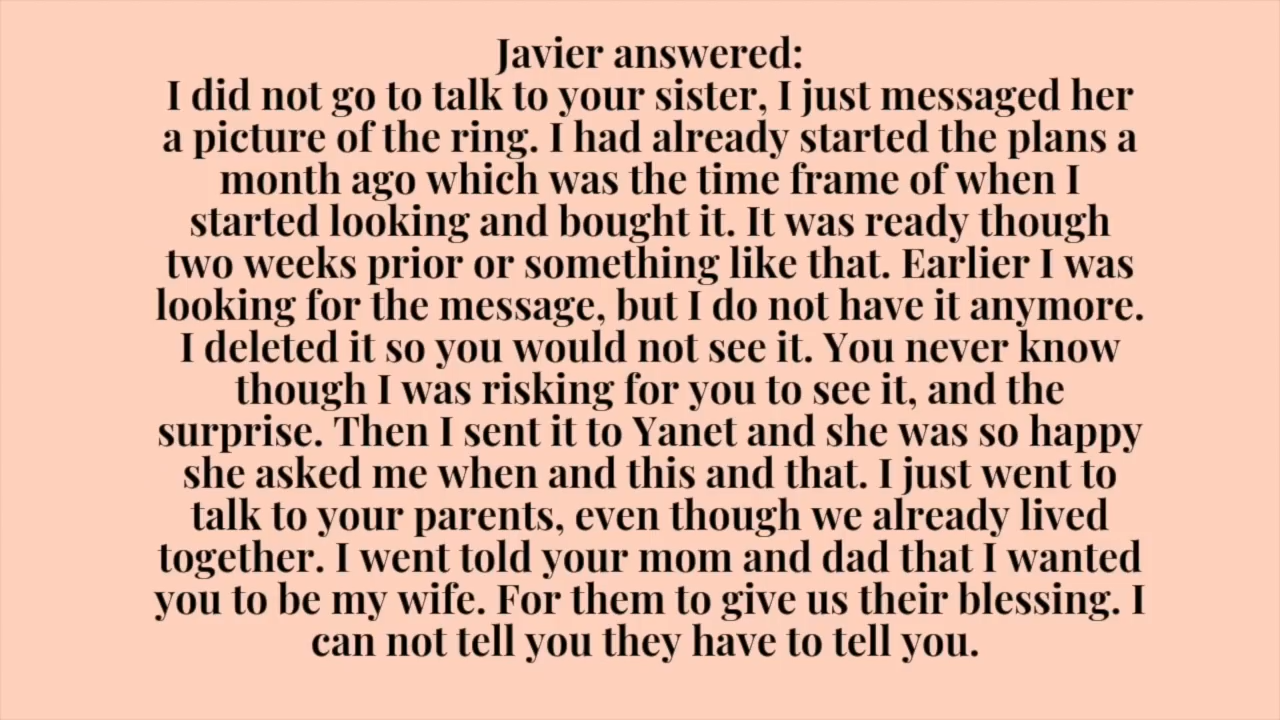 Javier answered:
I did not go to talk to your sister, I just messaged her
a picture of the ring. I had already started the plans a
month ago which was the time frame of when I
started looking and bought it. It was ready though
two weeks prior or something like that. Earlier I was
looking for the message, but I do not have it anymore.
I deleted it so you would not see it. You never know
though I was risking for you to see it, and the
surprise. Then I sent it to Yanet and she was so happy
she asked me when and this and that. I just went to
talk to your parents, even though we already lived
together. I went told your mom and dad that I wanted
you to be my wife. For them to give us their blessing. I
can not tell you they have to tell you.